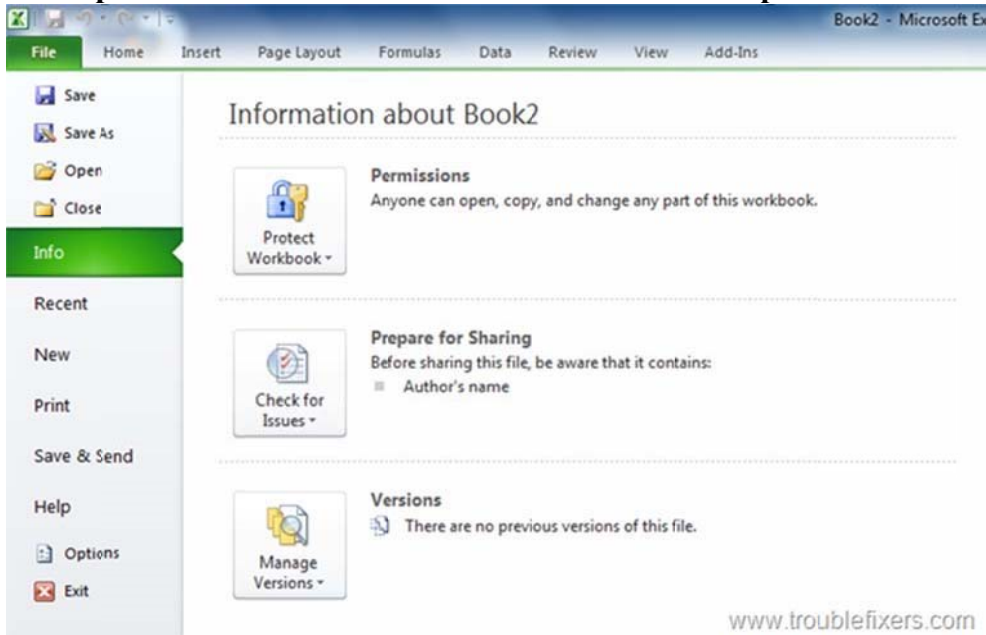 Book2 - Microsoft Ex
File Home Insert Page Layout Formulas Data Review View Add-Ins
Save
Save As
Open
Close
Info
Recent
New
Print
Save & Send
Help
Options
Exit
Information about Book2
Protect
Workbook
Permissions
Anyone can open, copy, and change any part of this workbook.
Check for
Issues
Prepare for Sharing
Before sharing this file, be aware that it contains:
Author's name
Manage
Versions
Versions
There are no previous versions of this file.
www.troublefixers.com